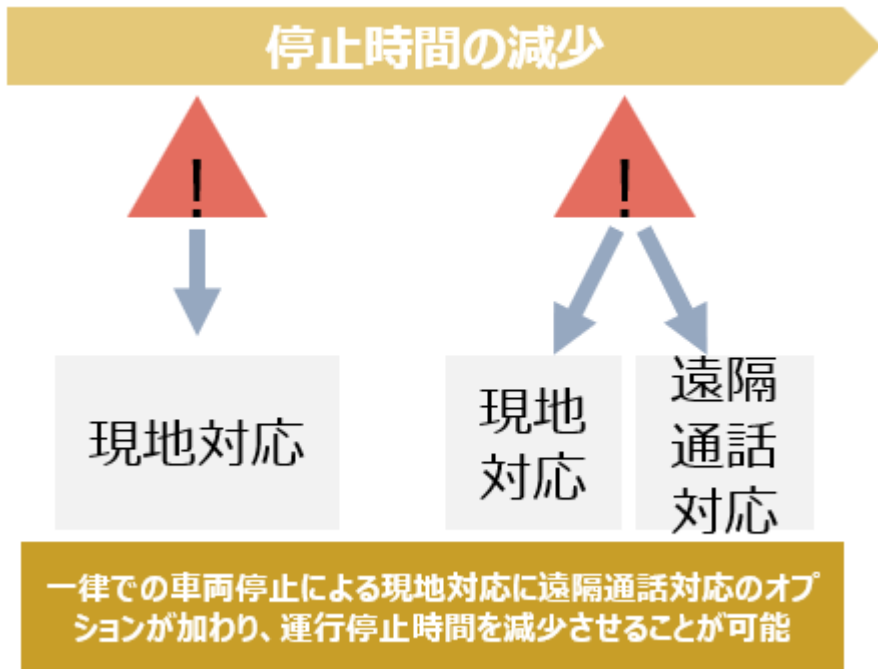 停止時間の減少
!
!
現地対応
現地
対応
遠隔
通話
対応
一律での車両停止による現地対応に遠隔通話対応のオプ
ションが加わり、運行停止時間を減少させることが可能